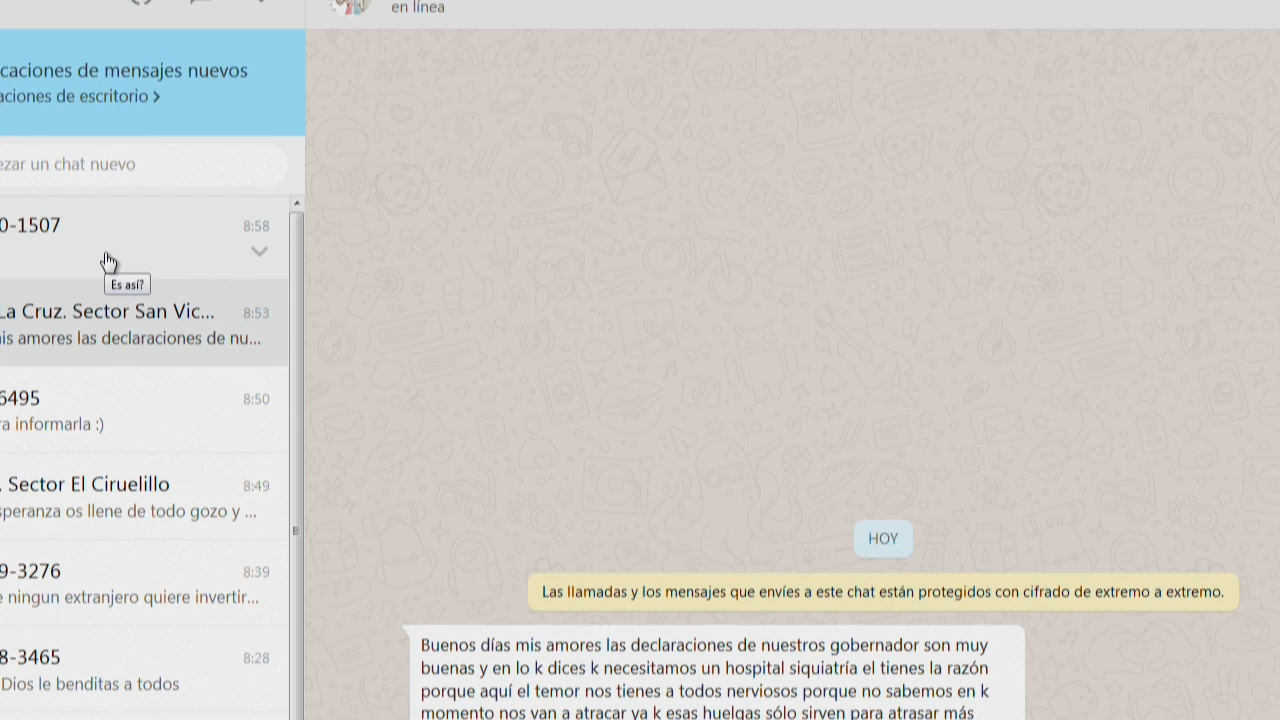 en línea
caciones de mensajes nuevos
aciones de escritorio >
ezar un chat nuevo
0-1507 8:58
Es así?
La Cruz. Sector San Vic... 8:53
is amores las declaraciones de nu...
6495 8:50
a informarla :)
. Sector El Ciruelillo 8:49
speranza os llene de todo gozo y ...
9-3276 8:39
e ningun extranjero quiere invertir...
8-3465 8:28
Dios le benditas a todos
HOY
Las llamadas y los mensajes que envíes a este chat están protegidos con cifrado de extremo a extremo.
Buenos días mis amores las declaraciones de nuestros gobernador son muy
buenas y en lo k dices k necesitamos un hospital siquiatría el tienes la razón
porque aquí el temor nos tienes a todos nerviosos porque no sabemos en k
momento nos van a atracar ya k esas huelgas sólo sirven para atrasar más